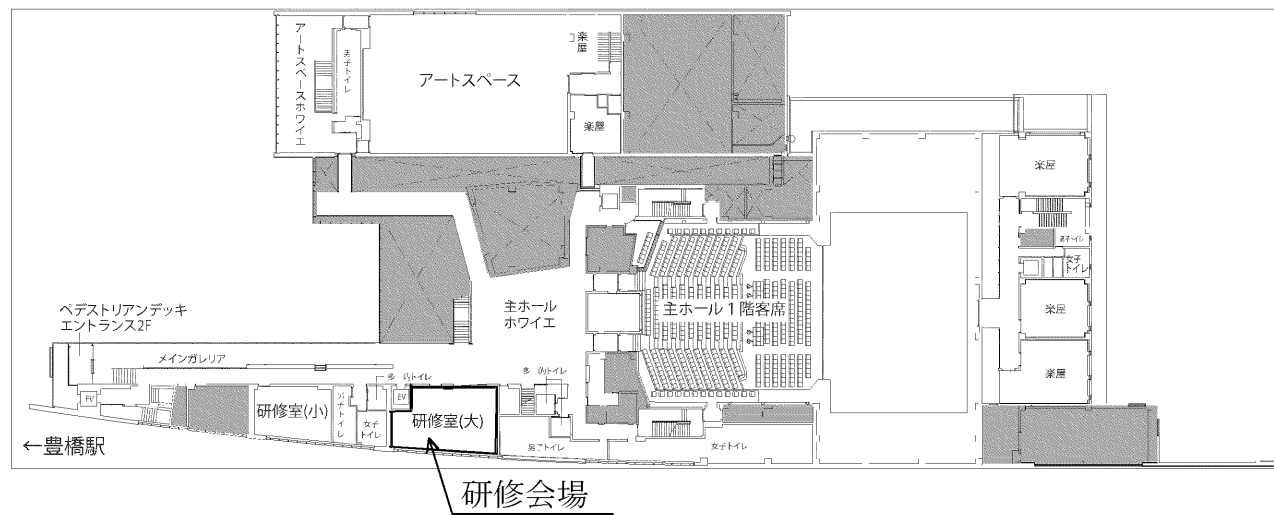 アートスペースホワイエ
男子トイレ
アートスペース
楽屋
楽屋
楽屋
男子トイレ
女子
トイレ
楽屋
楽屋
ペデストリアンデッキ
エントランス2F
主ホール
ホワイエ
主ホール1階客席
メインガレリア
トイレ
トイレ
EV
研修室(小)
男子トイレ
女子
トイレ
EV
研修室(大)
男子トイレ
女子トイレ
←豊橋駅
研修会場